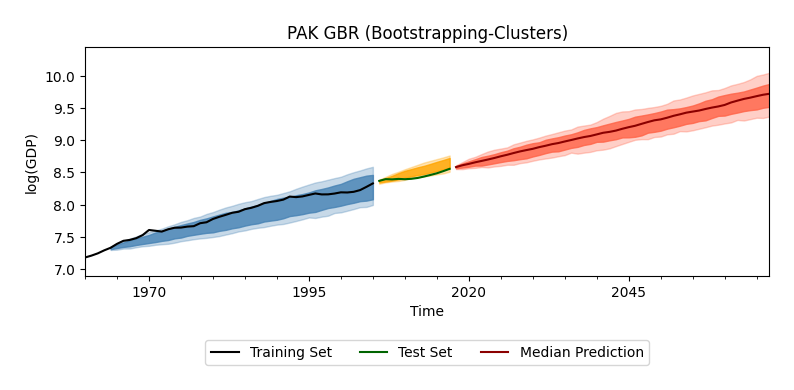 PAK GBR (Bootstrapping-Clusters)
10.0
9.5
9.0
8.5
8.0
7.5
7.0
log(GDP)
1970 1995 2020 2045
Time
Training Set Test Set Median Prediction